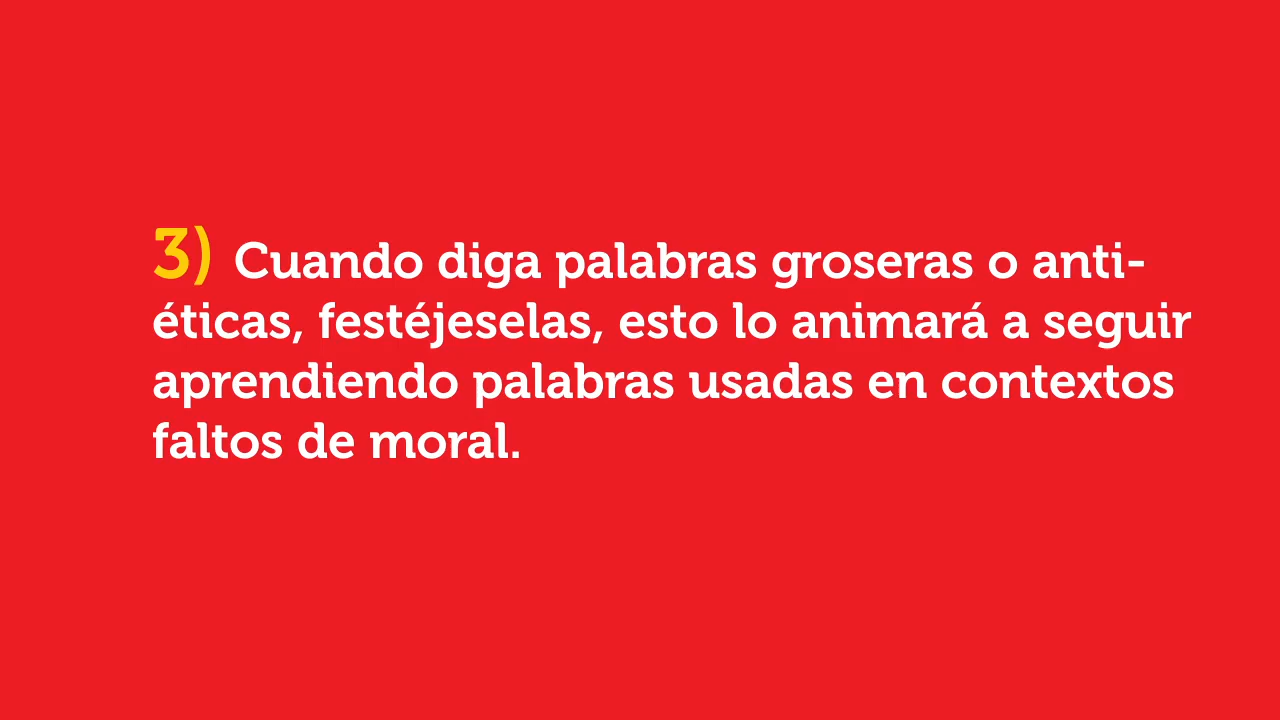 3) Cuando diga palabras groseras o anti-
éticas, festéjeselas, esto lo animará a seguir
aprendiendo palabras usadas en contextos
faltos de moral.